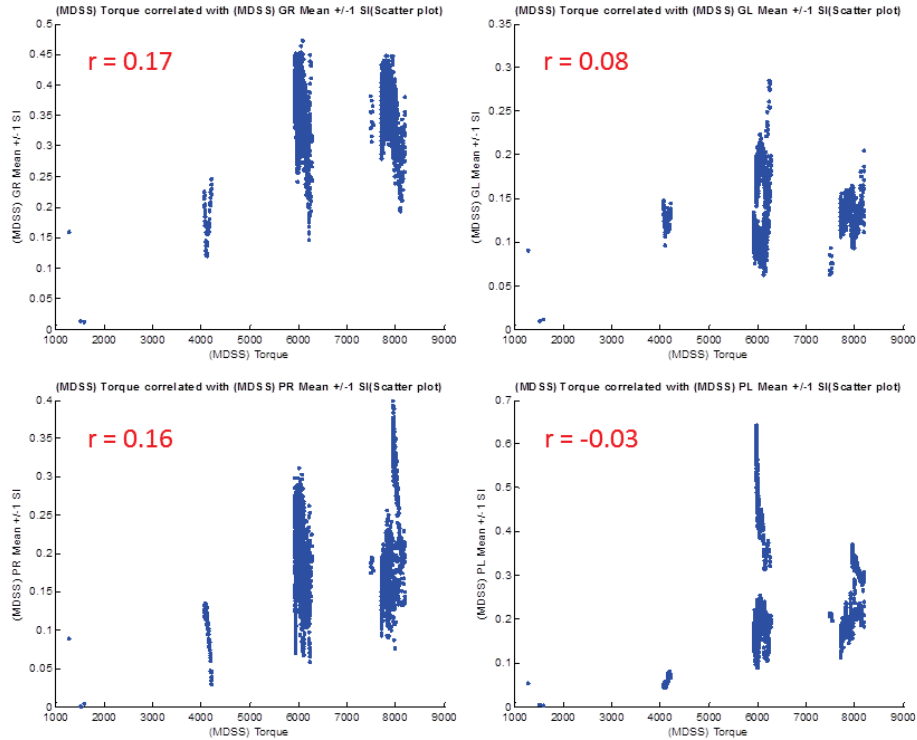 (MDSS) Torque correlated with (MDSS) GR Mean +/-1 SI(Scatter plot)
0.5
0.45
0.4
0.35
0.3
0.25
0.2
0.15
0.1
0.05
0
r = 0.17
(MDSS) GR Mean +/-1 SI
1000 2000 3000 4000 5000 6000 7000 8000 9000
(MDSS) Torque
(MDSS) Torque correlated with (MDSS) GL Mean +/-1 SI(Scatter plot)
0.35
0.3
0.25
0.2
0.15
0.1
0.05
0
r = 0.08
(MDSS) GL Mean +/-1 SI
1000 2000 3000 4000 5000 6000 7000 8000 9000
(MDSS) Torque
(MDSS) Torque correlated with (MDSS) PR Mean +/-1 SI(Scatter plot)
0.4
0.35
0.3
0.25
0.2
0.15
0.1
0.05
0
r = 0.16
(MDSS) PR Mean +/-1 SI
1000 2000 3000 4000 5000 6000 7000 8000 9000
(MDSS) Torque
(MDSS) Torque correlated with (MDSS) PL Mean +/-1 SI(Scatter plot)
0.7
0.6
0.5
0.4
0.3
0.2
0.1
0
r = -0.03
(MDSS) PL Mean +/-1 SI
1000 2000 3000 4000 5000 6000 7000 8000 9000
(MDSS) Torque